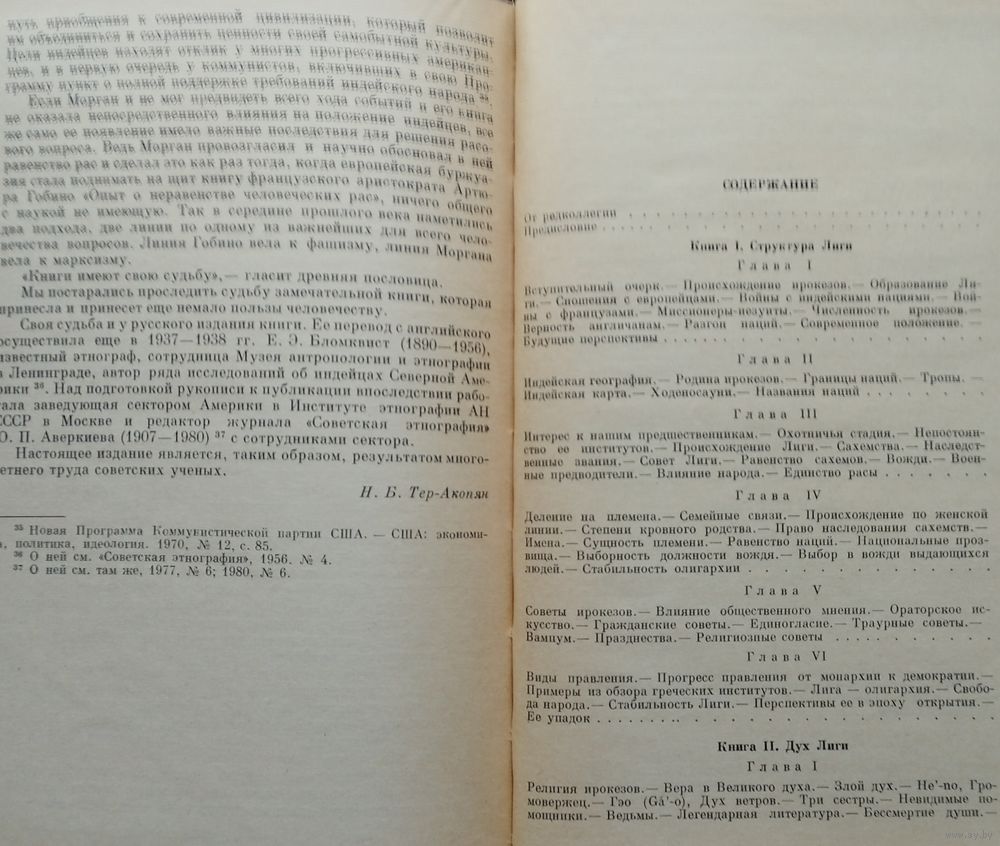 путь приобщения к современной цивилизации, который позволит
им объединиться и сохранить ценности своей самобытной культуры.
Цели индейцев находят отклик у многих прогрессивных американ-
цев, и в первую очередь у коммунистов, включивших в свою Про-
грамму пункт о полной поддержке требований индейского народа ³⁵.
Если Морган и не мог предвидеть всего хода событий и его книга
не оказала непосредственного влияния на положение индейцев, все
же само ее появление имело важные последствия для решения расо-
вого вопроса. Ведь Морган провозгласил и научно обосновал в ней
равенство рас и сделал это как раз тогда, когда европейская буржуа-
зия стала поднимать на щит книгу французского аристократа Артю-
ра Гобино «Опыт о неравенстве человеческих рас», ничего общего
с наукой не имеющую. Так в середине прошлого века наметились
два подхода, две линии по одному из важнейших для всего чело-
вечества вопросов. Линия Гобино вела к фашизму, линия Моргана
вела к марксизму.
«Книги имеют свою судьбу»,— гласит древняя пословица.
Мы постарались проследить судьбу замечательной книги, которая
принесла и принесет еще немало пользы человечеству.
Своя судьба и у русского издания книги. Ее перевод с английского
осуществила еще в 1937—1938 гг. Е. Э. Бломквист (1890—1956),
известный этнограф, сотрудница Музея антропологии и этнографии
в Ленинграде, автор ряда исследований об индейцах Северной Аме-
рики ³⁶. Над подготовкой рукописи к публикации впоследствии рабо-
тала заведующая сектором Америки в Институте этнографии АН
СССР в Москве и редактор журнала «Советская этнография»
Ю. П. Аверкиева (1907—1980) ³⁷ с сотрудниками сектора.
Настоящее издание является, таким образом, результатом много-
летнего труда советских ученых.
Н. Б. Тер-Акопян
³⁵ Новая Программа Коммунистической партии США. — США: экономи-
ка, политика, идеология. 1970, № 12, с. 85.
³⁶ О ней см. «Советская этнография», 1956. № 4.
³⁷ О ней см. там же, 1977, № 6; 1980, № 6.
СОДЕРЖАНИЕ
От редколлегии . . . . . . . . . . . . . . . .
Предисловие . . . . . . . . . . . . . . . .
Книга I. Структура Лиги
Глава I
Вступительный очерк.— Происхождение ирокезов.— Образование Ли-
ги.— Сношения с европейцами.— Войны с индейскими нациями.— Вой-
ны с французами.— Миссионеры-иезуиты.— Численность ирокезов.—
Верность англичанам.— Разгон наций.— Современное положение.—
Будущие перспективы . . . . . . . . . . . . . .
Глава II
Индейская география.— Родина ирокезов.— Границы наций.— Тропы.—
Индейская карта.— Ходеносауни.— Названия наций . . . . . . .
Глава III
Интерес к нашим предшественникам.— Охотничья стадия.— Непостоян-
ство ее институтов.— Происхождение Лиги.— Сахемства.— Наследст-
венные звания.— Совет Лиги.— Равенство сахемов.— Вожди.— Воен-
ные предводители.— Влияние народа.— Единство расы . . . . . .
Глава IV
Деление на племена.— Семейные связи.— Происхождение по женской
линии.— Степени кровного родства.— Право наследования сахемств.—
Имена.— Сущность племени.— Равенство наций.— Национальные проз-
вища.— Выборность должности вождя.— Выбор в вожди выдающихся
людей.— Стабильность олигархии . . . . . . . . . . .
Глава V
Советы ирокезов.— Влияние общественного мнения.— Ораторское ис-
кусство.— Гражданские советы.— Единогласие.— Траурные советы.—
Вампум.— Празднества.— Религиозные советы . . . . . . . .
Глава VI
Виды правления.— Прогресс правления от монархии к демократии.—
Примеры из обзора греческих институтов.— Лига — олигархия.— Свобо-
да народа.— Стабильность Лиги.— Перспективы ее в эпоху открытия.—
Ее упадок . . . . . . . . . . . . . . . . .
Книга II. Дух Лиги
Глава I
Религия ирокезов.— Вера в Великого духа.— Злой дух.— Не’-по, Гро-
мовержец.— Гэо (Gä’-o), Дух ветров.— Три сестры.— Невидимые по-
мощники.— Ведьмы.— Легендарная литература.— Бессмертие души.—
www.ay.by